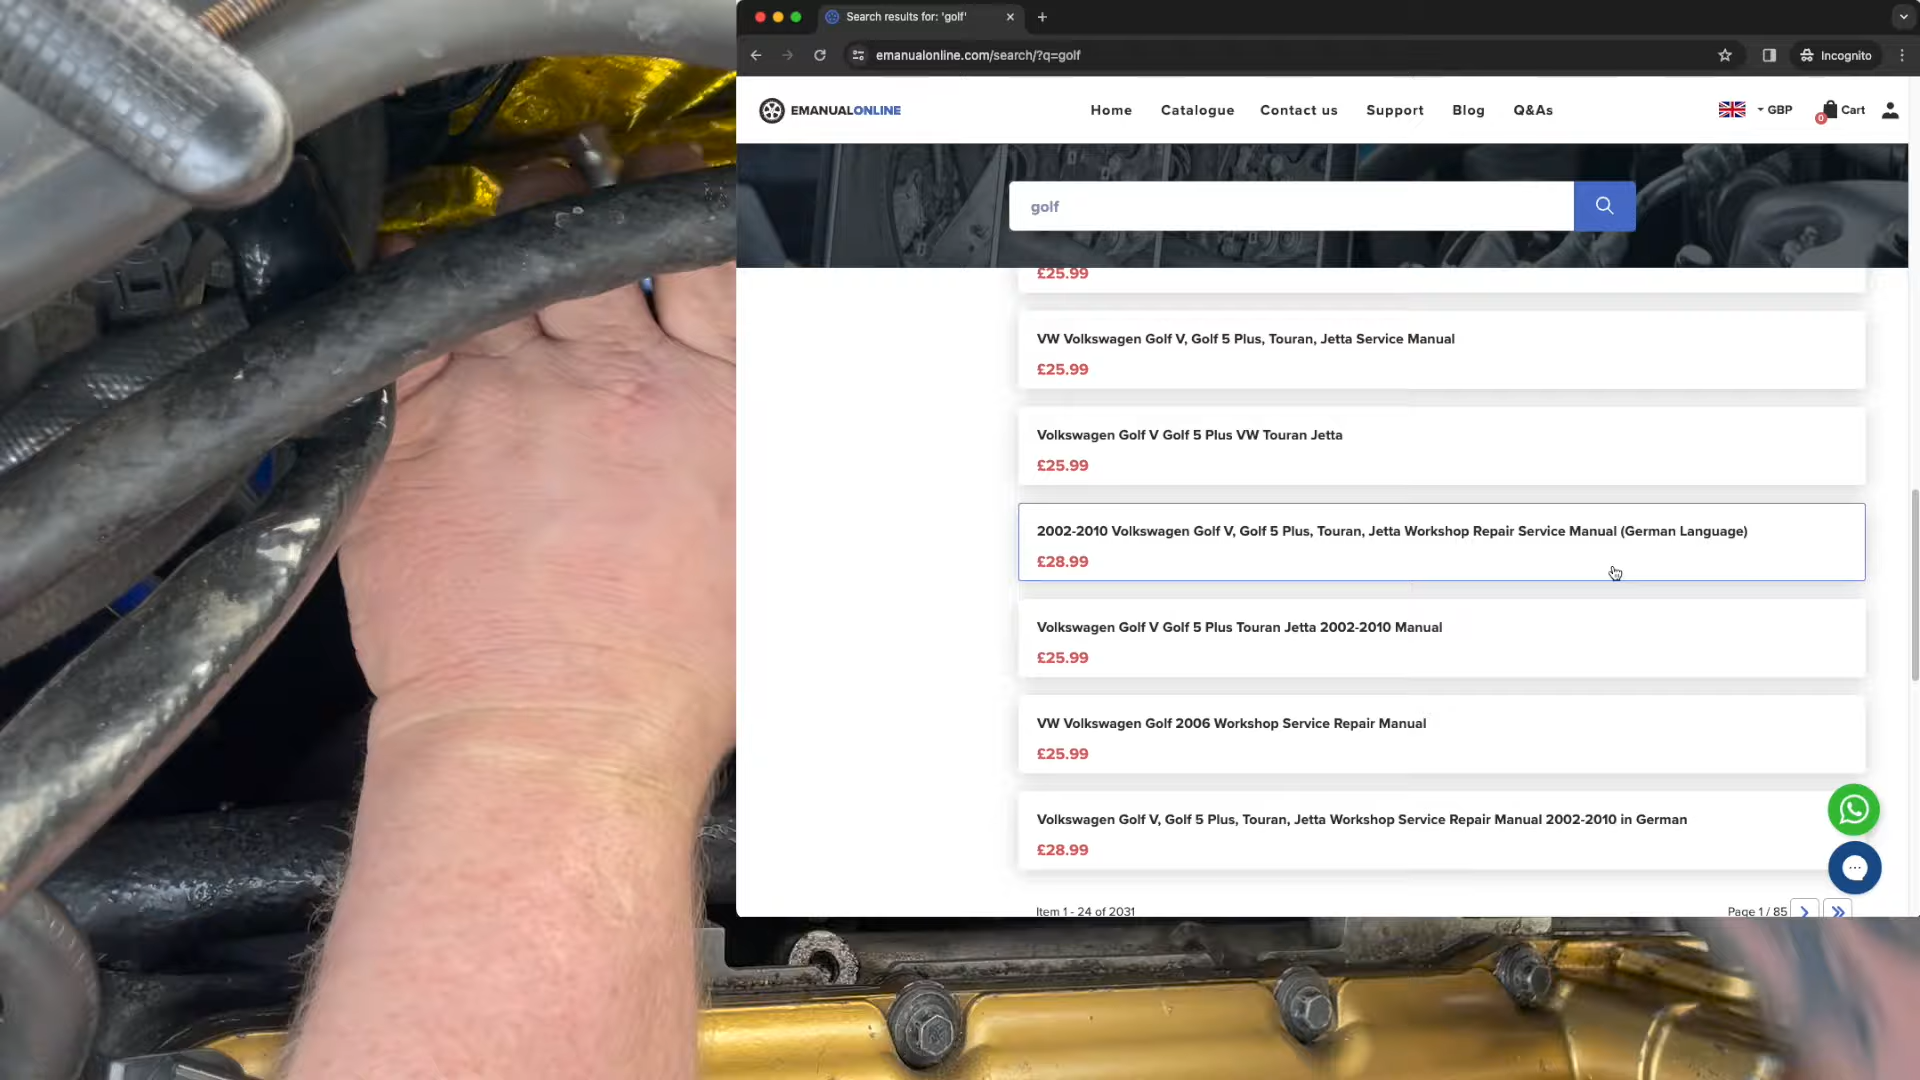 Search results for: 'golf'
emanualonline.com/search/?q=golf
Incognito
EMANUALONLINE
Home
Catalogue
Contact us
Support
Blog
Q&As
GBP
0
Cart
golf
£25.99
VW Volkswagen Golf V, Golf 5 Plus, Touran, Jetta Service Manual
£25.99
Volkswagen Golf V Golf 5 Plus VW Touran Jetta
£25.99
2002-2010 Volkswagen Golf V, Golf 5 Plus, Touran, Jetta Workshop Repair Service Manual (German Language)
£28.99
Volkswagen Golf V Golf 5 Plus Touran Jetta 2002-2010 Manual
£25.99
VW Volkswagen Golf 2006 Workshop Service Repair Manual
£25.99
Volkswagen Golf V, Golf 5 Plus, Touran, Jetta Workshop Service Repair Manual 2002-2010 in German
£28.99
Item 1 - 24 of 2031
Page 1 / 85